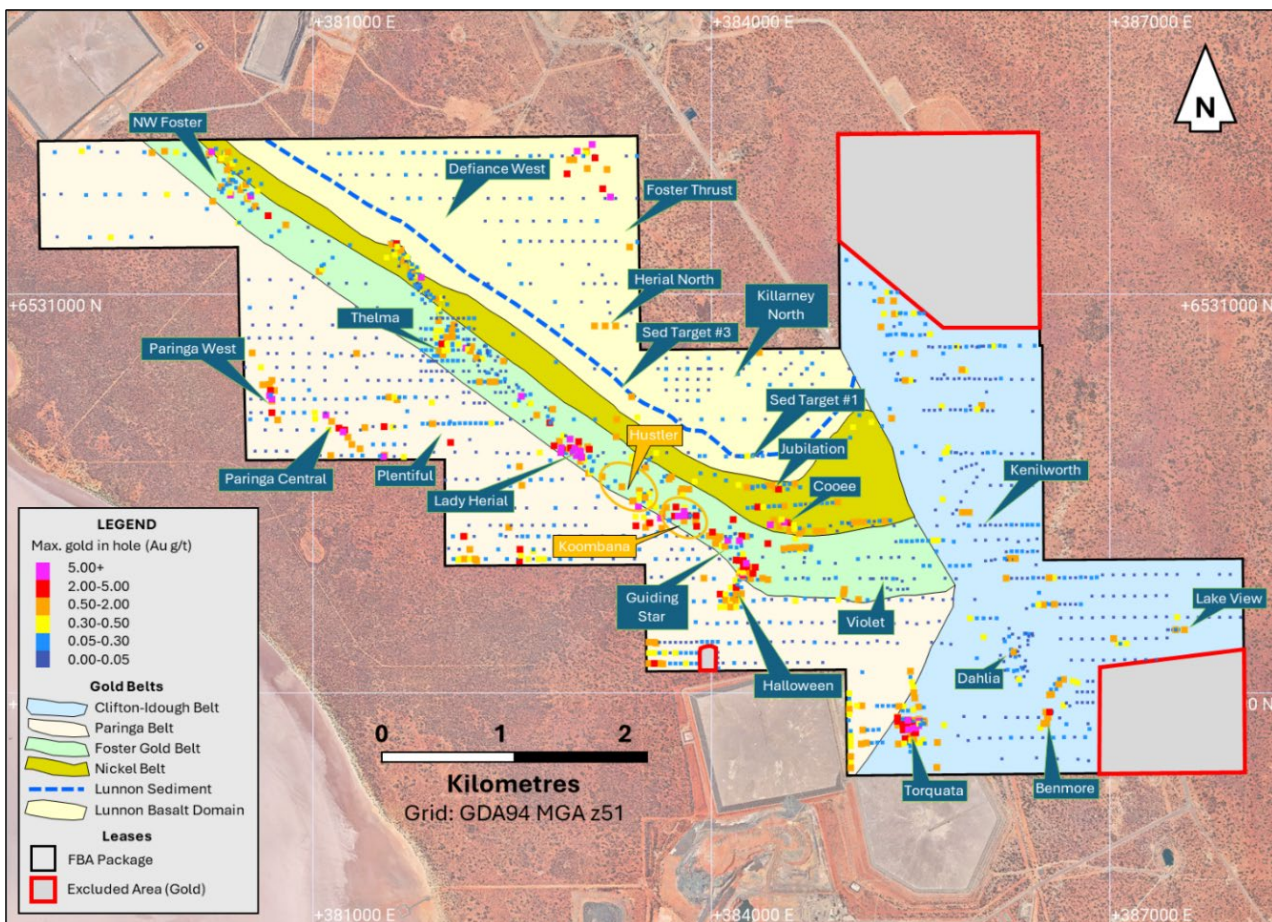 +381000 E
+384000 E
+387000 E
N
NW Foster
Defiance West
Foster Thrust
Herial North
Killarney
North
+6531000 N
+6531000 N
Thelma
Sed Target #3
Paringa West
Sed Target #1
Hustler
Jubilation
Kenilworth
Plentiful
Paringa Central
Lady Herial
Cooee
Koombana
Guiding
Star
Violet
Lake View
Dahlia
Halloween
0 N
Torquata
Benmore
0 1 2
Kilometres
Grid: GDA94 MGA z51
LEGEND
Max. gold in hole (Au g/t)
5.00+
2.00-5.00
0.50-2.00
0.30-0.50
0.05-0.30
0.00-0.05
Gold Belts
Clifton-Idough Belt
Paringa Belt
Foster Gold Belt
Nickel Belt
Lunnon Sediment
Lunnon Basalt Domain
Leases
FBA Package
Excluded Area (Gold)
+381000 E
+384000 E
+387000 E